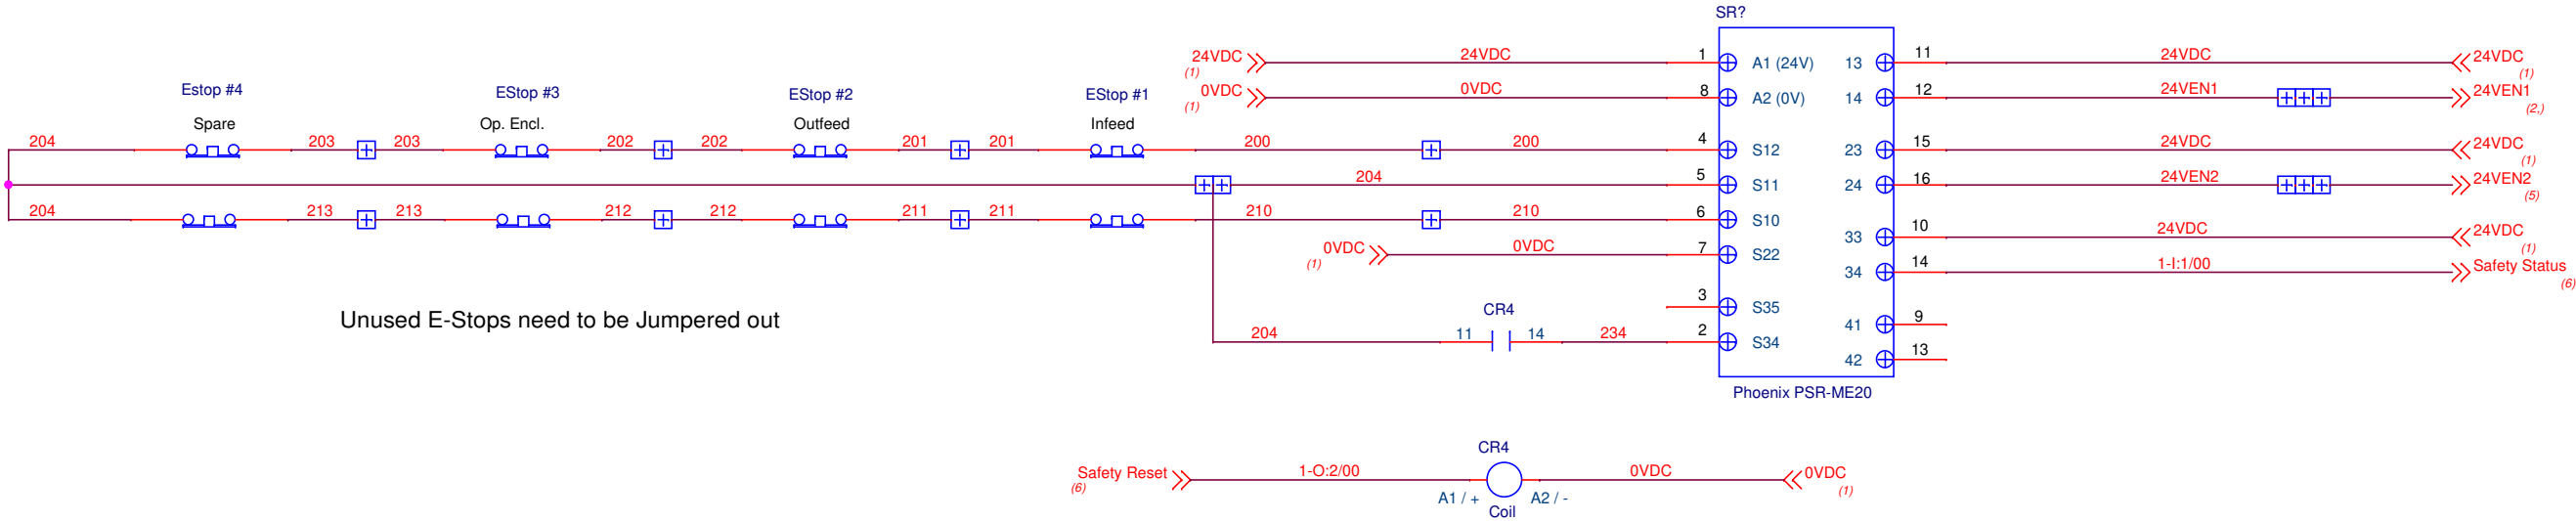 SR?
24VDC (1) 24VDC 1 A1 (24V) 13 11 24VDC 24VDC (1)
0VDC (1) 0VDC 8 A2 (0V) 14 12 24VEN1 24VEN1 (2,)
Estop #4 EStop #3 EStop #2 EStop #1
Spare Op. Encl. Outfeed Infeed
204 203 203 202 202 201 201 200 200 4 S12 23 15 24VDC 24VDC (1)
204 5 S11 24 16 24VEN2 24VEN2 (5)
204 213 213 212 212 211 211 210 210 6 S10
33 10 24VDC 24VDC (1)
0VDC (1) 0VDC 7 S22
34 14 1-I:1/00 Safety Status (6)
3 S35
Unused E-Stops need to be Jumpered out
CR4
41 9
204 11 14 234 2 S34
42 13
Phoenix PSR-ME20
CR4
Safety Reset (6) 1-O:2/00 0VDC 0VDC (1)
A1 / + A2 / -
Coil